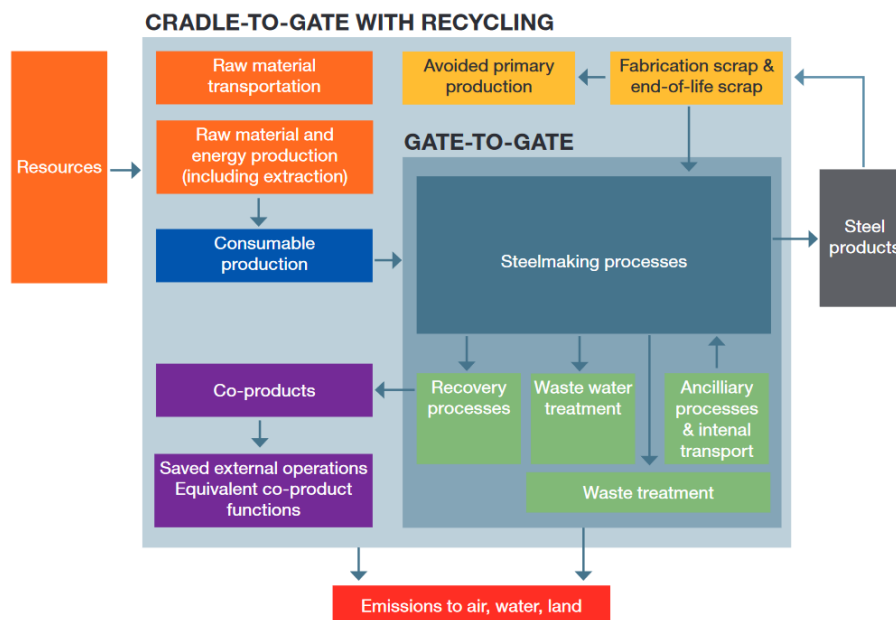 CRADLE-TO-GATE WITH RECYCLING
Resources
Raw material
transportation
Raw material and
energy production
(including extraction)
Consumable
production
Avoided primary
production
Fabrication scrap &
end-of-life scrap
GATE-TO-GATE
Steelmaking processes
Steel
products
Co-products
Saved external operations
Equivalent co-product
functions
Recovery
processes
Waste water
treatment
Ancilliary
processes
& intenal
transport
Waste treatment
Emissions to air, water, land